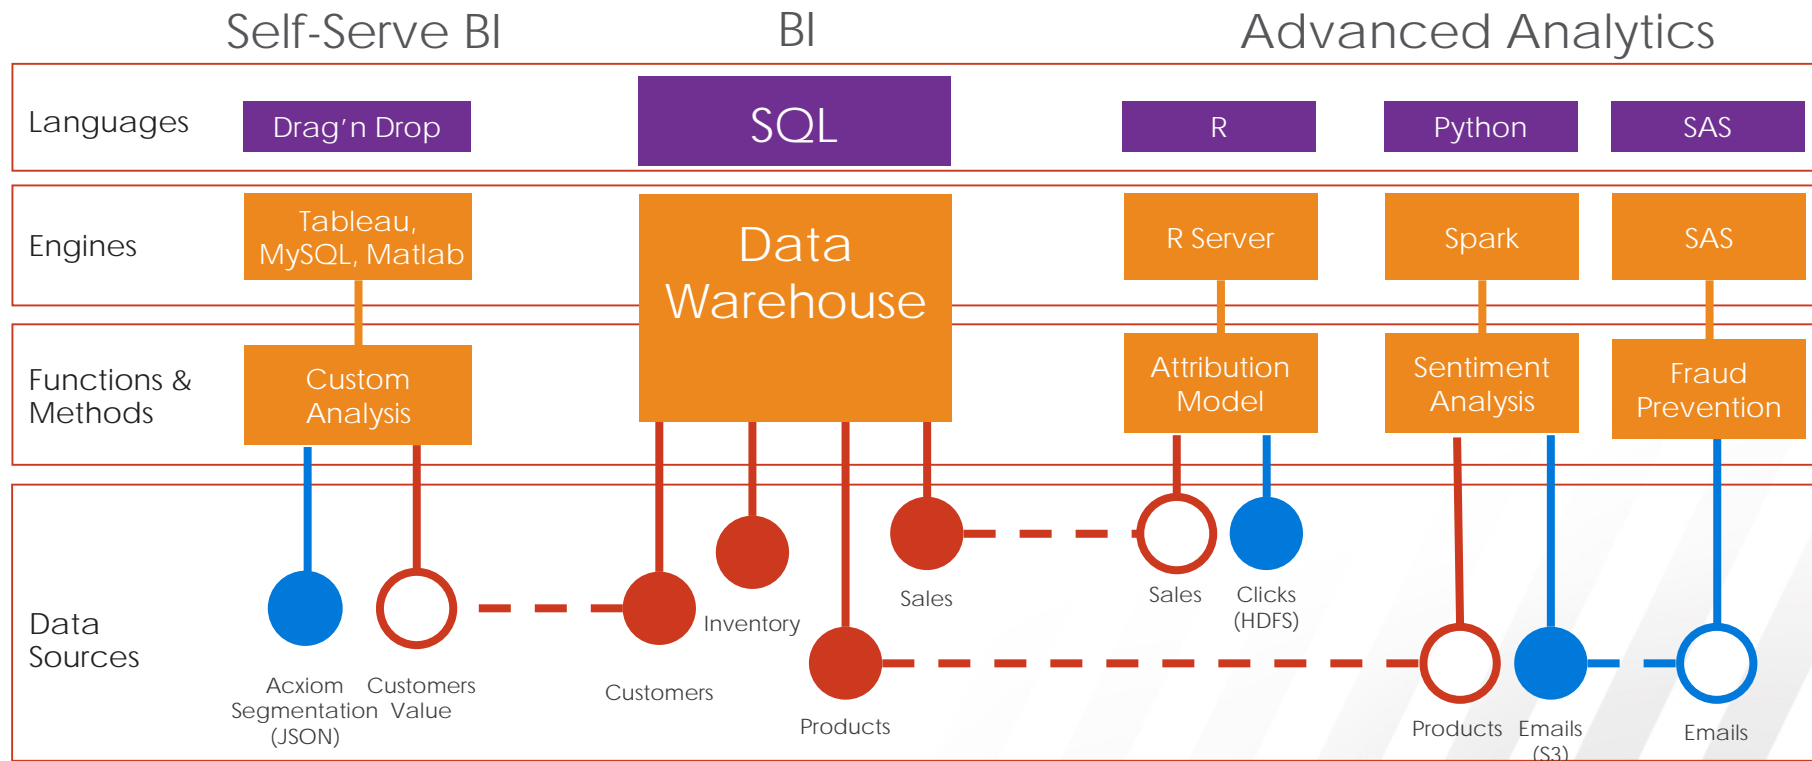 Self-Serve BI
BI
Advanced Analytics
Languages
Drag'n Drop
SQL
R
Python
SAS
Engines
Tableau,
MySQL, Matlab
Data
Warehouse
R Server
Spark
SAS
Functions &
Methods
Custom
Analysis
Attribution
Model
Sentiment
Analysis
Fraud
Prevention
Data
Sources
Acxiom
Segmentation
(JSON)
Customers
Value
Customers
Inventory
Products
Sales
Sales
Clicks
(HDFS)
Products
Emails
(S3)
Emails